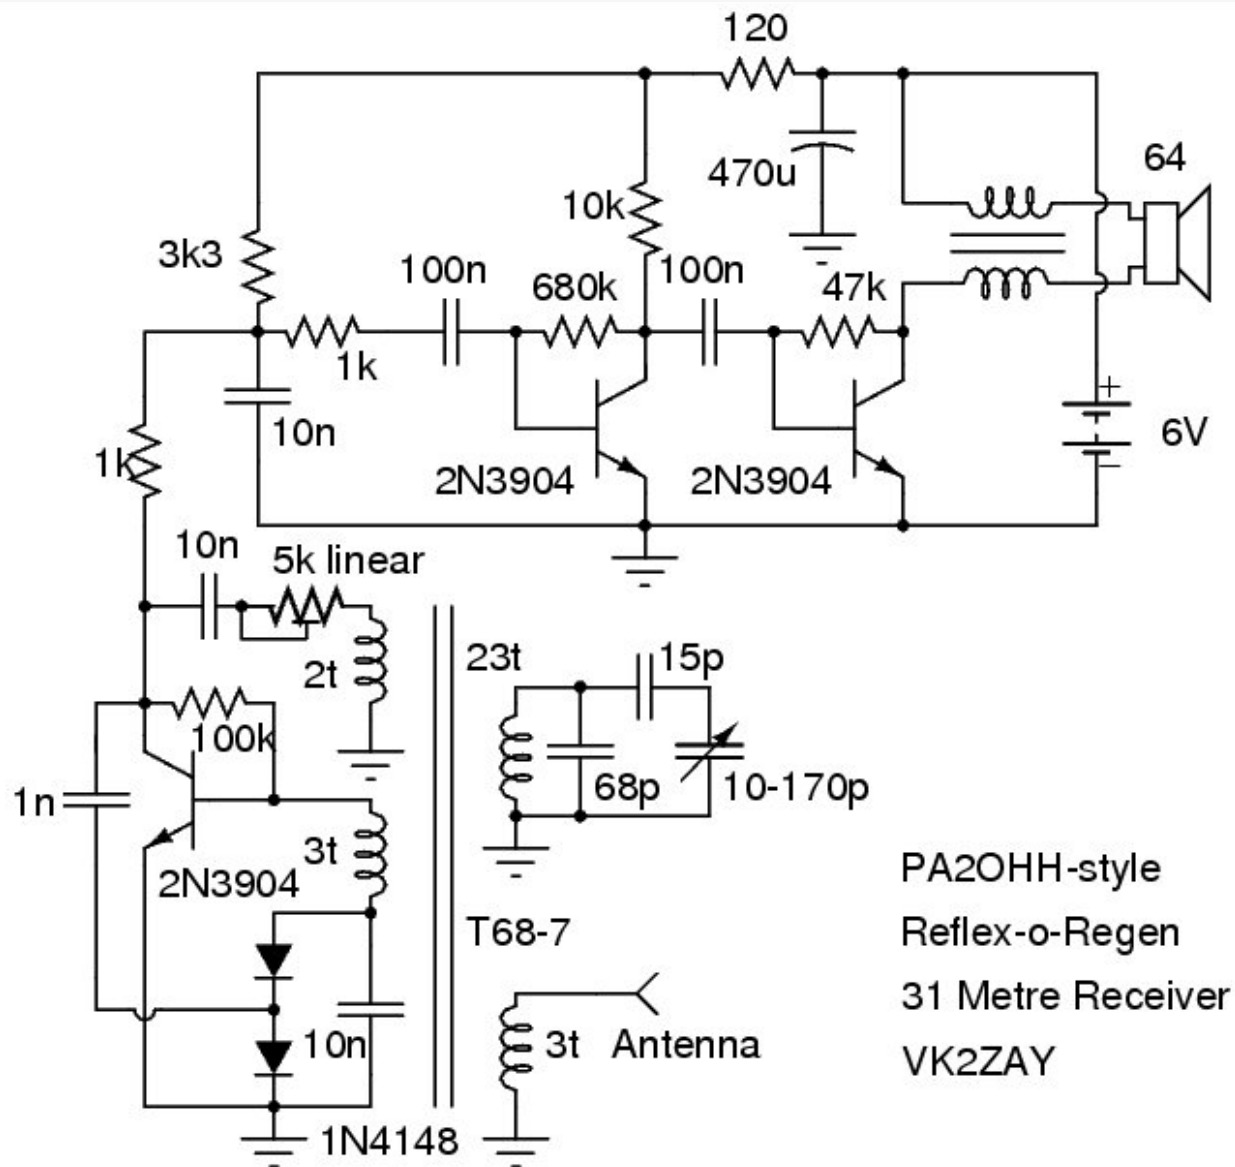 120
64
470u
10k
3k3
100n
680k
100n
47k
1k
+
10n
6V
1k
2N3904
2N3904
−
10n
5k linear
23t
15p
2t
100k
1n
68p
10-170p
3t
2N3904
PA2OHH-style
T68-7
Reflex-o-Regen
31 Metre Receiver
10n
3t
Antenna
VK2ZAY
1N4148